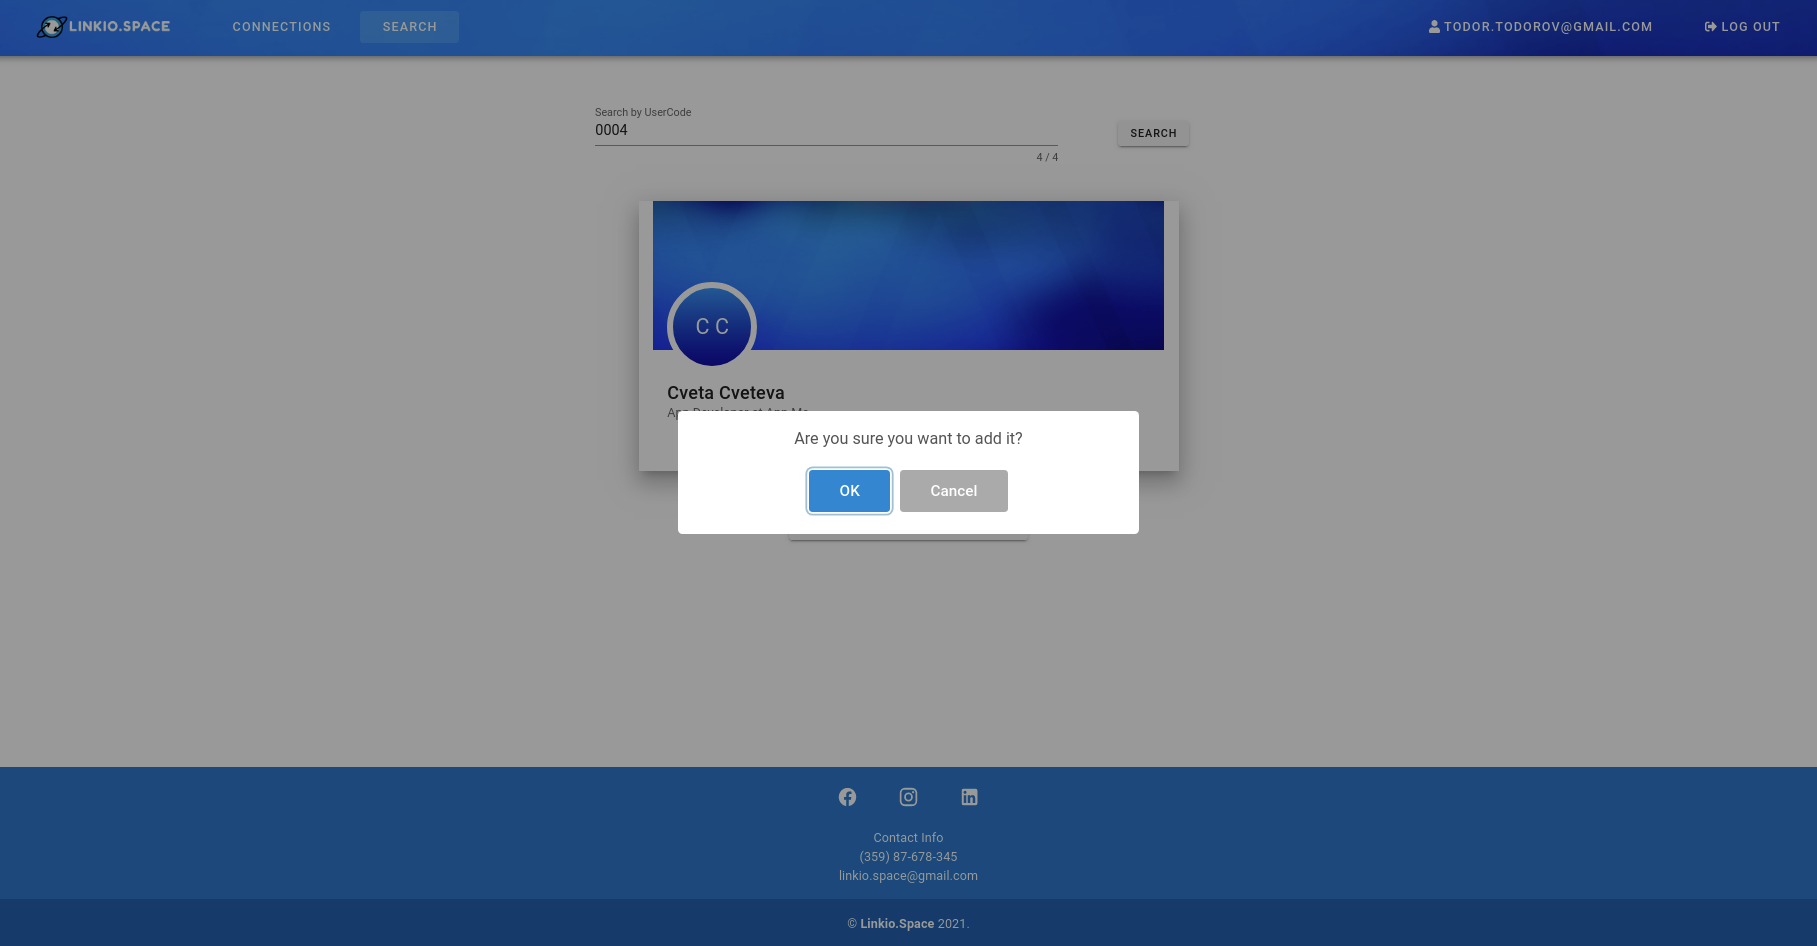 LINKIO.SPACE
CONNECTIONS
SEARCH
TODOR.TODOROV@GMAIL.COM
LOG OUT
Search by UserCode
0004
SEARCH
4 / 4
C C
Cveta Cveteva
Are you sure you want to add it?
OK
Cancel
Contact Info
(359) 87-678-345
linkio.space@gmail.com
© Linkio.Space 2021.